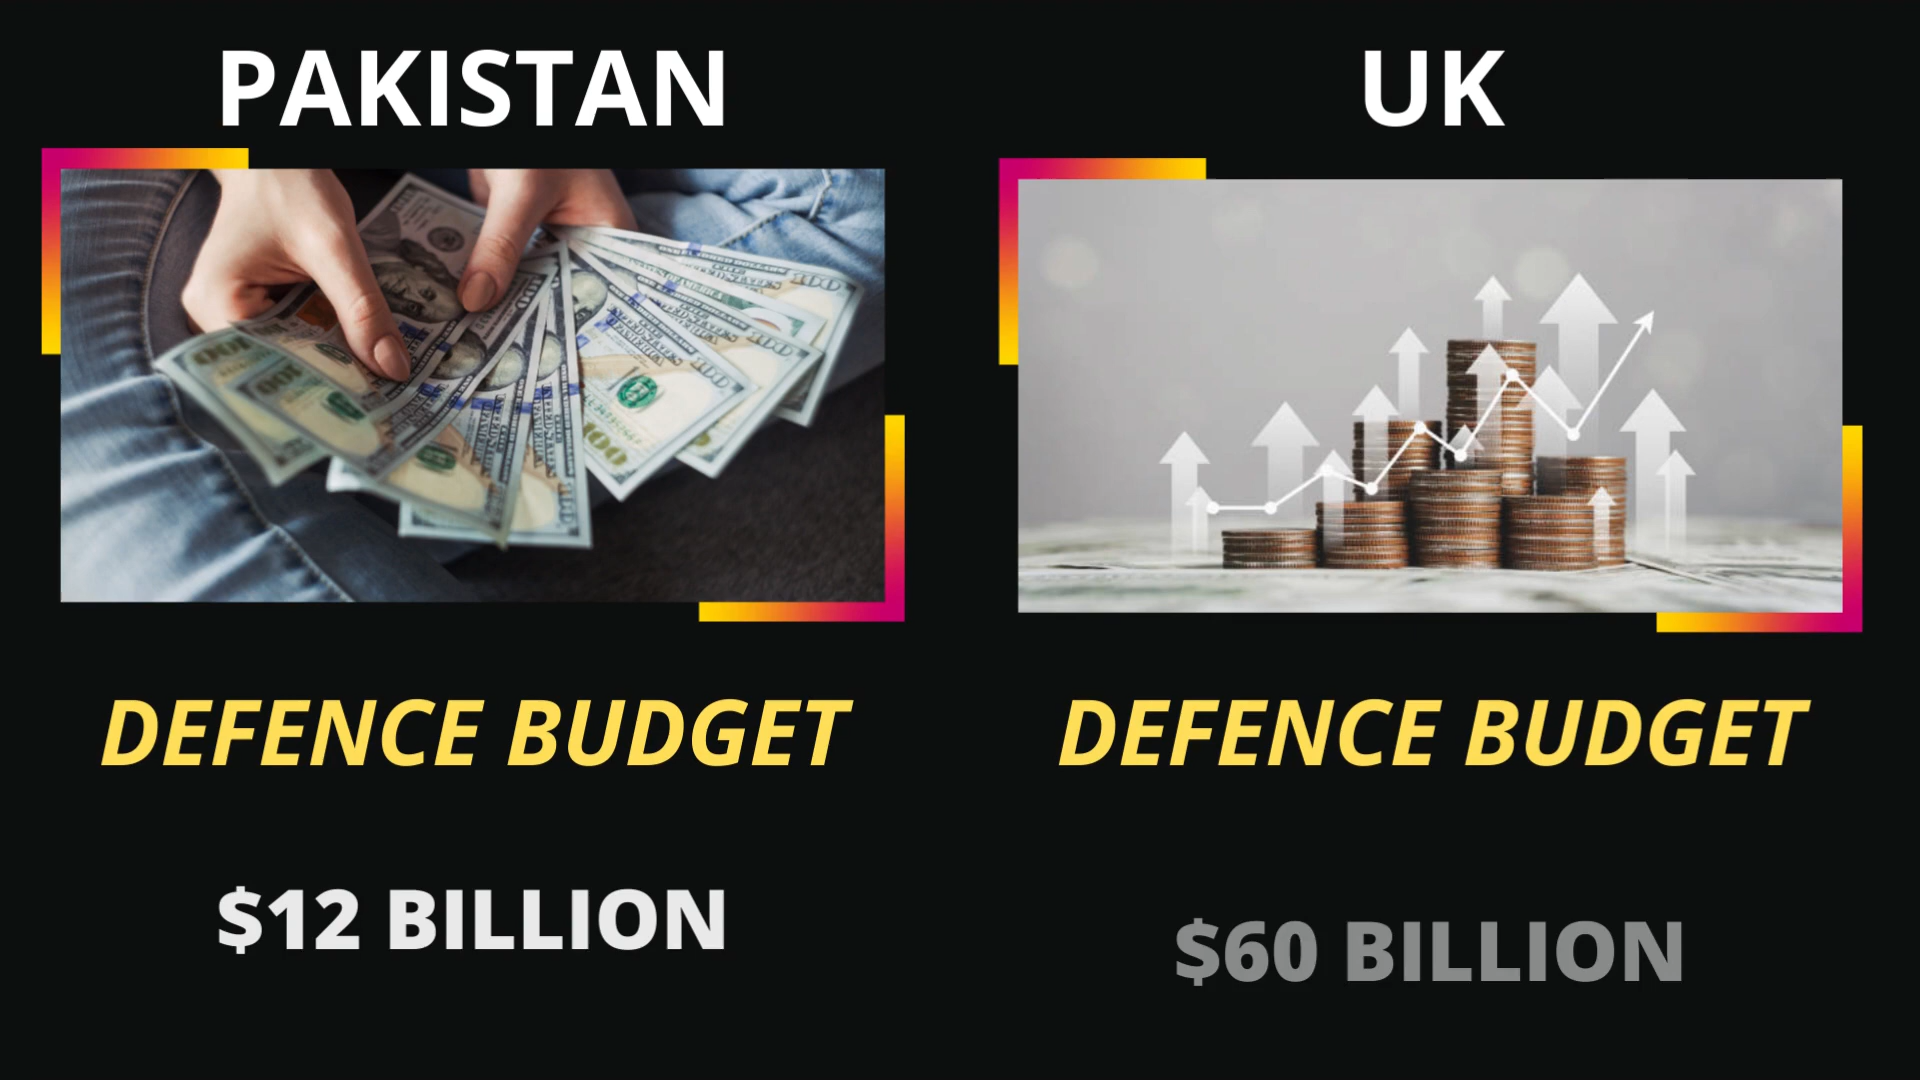 PAKISTAN
UK
DEFENCE BUDGET
DEFENCE BUDGET
$12 BILLION
$60 BILLION